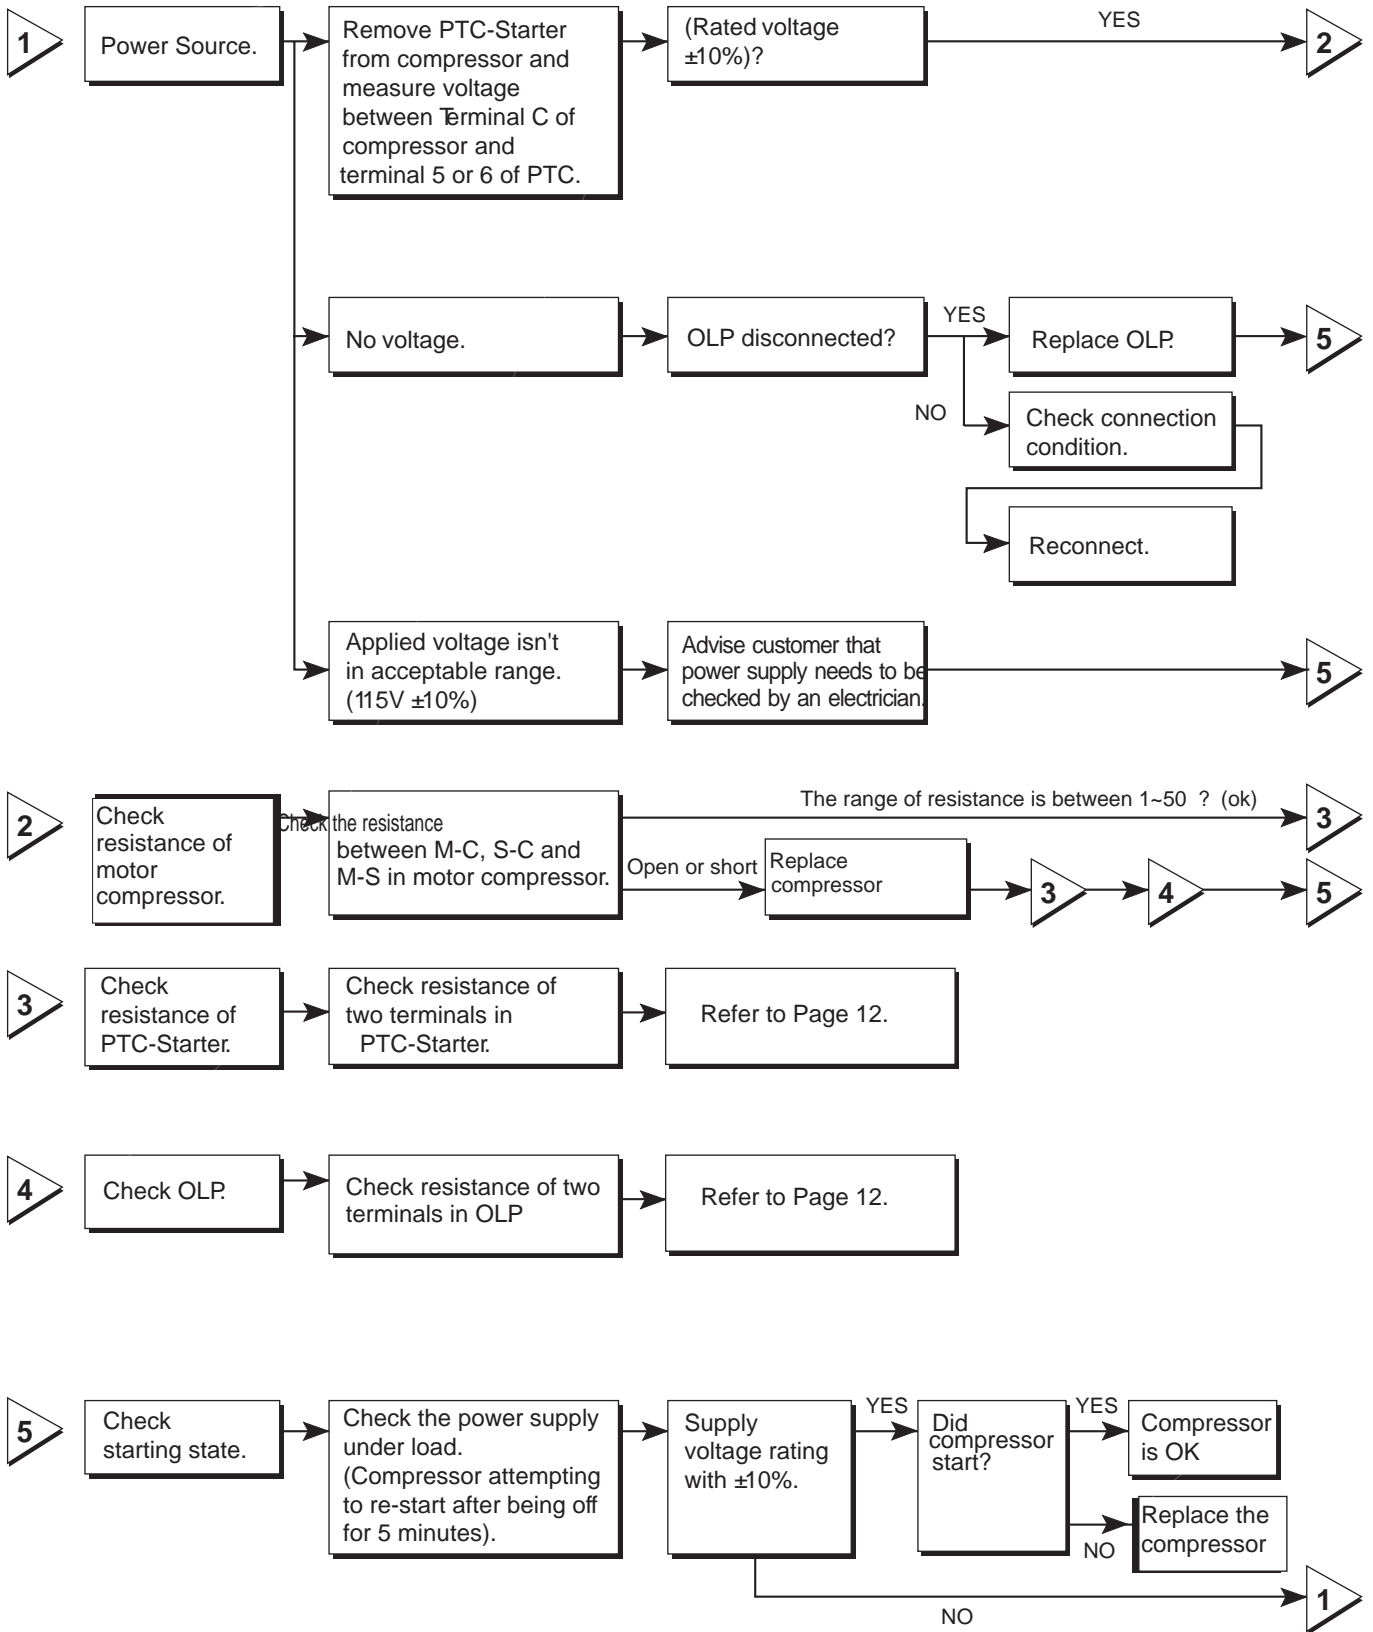 1
Power Source.
Remove PTC-Starter
from compressor and
measure voltage
between Terminal C of
compressor and
terminal 5 or 6 of PTC.
(Rated voltage
±10%)?
YES
2
No voltage.
OLP disconnected?
YES
Replace OLP.
5
NO
Check connection
condition.
Reconnect.
Applied voltage isn't
in acceptable range.
(115V ±10%)
Advise customer that
power supply needs to be
checked by an electrician.
5
2
Check
resistance of
motor
compressor.
Check the resistance
between M-C, S-C and
M-S in motor compressor.
The range of resistance is between 1~50 ? (ok)
3
Open or short
Replace
compressor
3
4
5
3
Check
resistance of
PTC-Starter.
Check resistance of
two terminals in
PTC-Starter.
Refer to Page 12.
4
Check OLP.
Check resistance of two
terminals in OLP
Refer to Page 12.
5
Check
starting state.
Check the power supply
under load.
(Compressor attempting
to re-start after being off
for 5 minutes).
Supply
voltage rating
with ±10%.
YES
Did
compressor
start?
YES
Compressor
is OK
NO
Replace the
compressor
NO
1